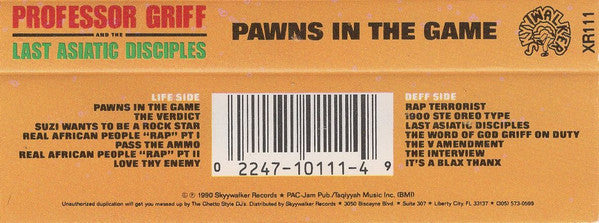 PROFESSOR GRIFF
AND THE
LAST ASIATIC DISCIPLES
PAWNS IN THE GAME
SKYYWALKER
XR111
LIFE SIDE
PAWNS IN THE GAME
THE VERDICT
SUZI WANTS TO BE A ROCK STAR
REAL AFRICAN PEOPLE "RAP" PT I
PASS THE AMMO
REAL AFRICAN PEOPLE "RAP" PT II
LOVE THY ENEMY
0 2247-10111-4 9
DEFF SIDE
RAP TERRORIST
1900 STE OREO TYPE
LAST ASIATIC DISCIPLES
THE WORD OF GOD GRIFF ON DUTY
THE V AMENDMENT
THE INTERVIEW
IT'S A BLAX THANX
© ℗ 1990 Skyywalker Records ★ PAC-Jam Pub./Taqiyyah Music Inc. (BMI)
Unauthorized duplication will get you messed up by The Ghetto Style DJ's. Distributed by Skyywalker Records ★ 3050 Biscayne Blvd. ★ Suite 307 ★ Liberty City, FL 33137 ★ (305) 573-0599